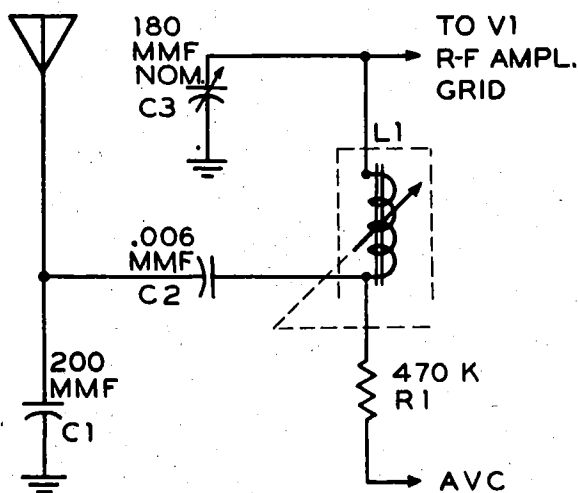 180
MMF
NOM.
C3
TO V1
R-F AMPL.
GRID
L1
.006
MMF
C2
200
MMF
C1
470 K
R1
AVC